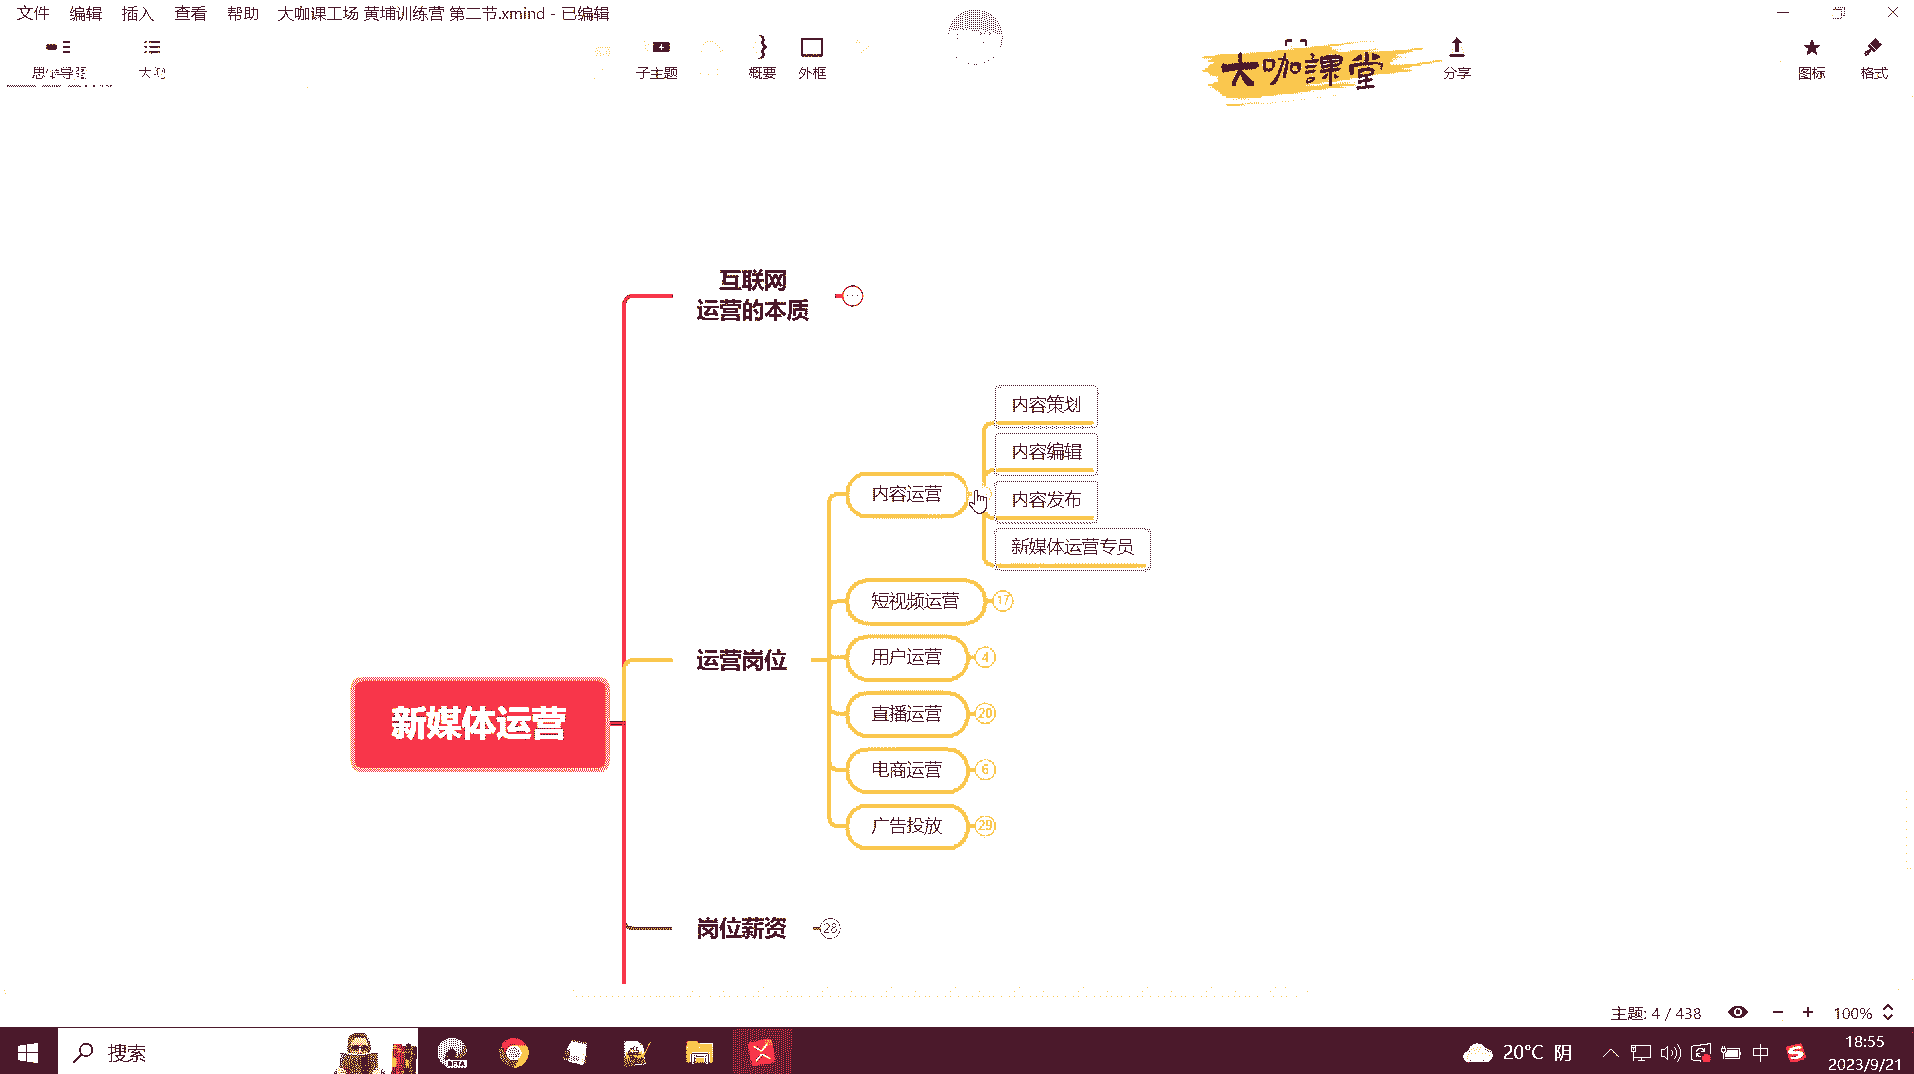 文件 编辑 插入 查看 帮助 大咖课工场 黄埔训练营 第二节.xmind - 已编辑
思维导图 大纲 子主题 概要 外框 分享 图标 格式
大咖課堂
互联网
运营的本质
内容策划
内容编辑
内容运营
内容发布
新媒体运营专员
短视频运营 17
用户运营 4
运营岗位
直播运营 20
新媒体运营
电商运营 6
广告投放 29
岗位薪资 28
主题: 4 / 438 100%
搜索
BETA
20°C 阴
中
18:55
2023/9/21